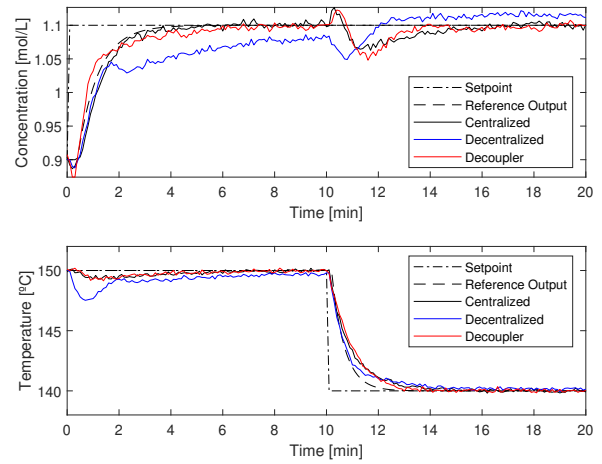 1.1
1.05
1
0.95
0.9
Concentration [mol/L]
0 2 4 6 8 10 12 14 16 18 20
Time [min]
Setpoint
Reference Output
Centralized
Decentralized
Decoupler
150
145
140
Temperature [ºC]
0 2 4 6 8 10 12 14 16 18 20
Time [min]
Setpoint
Reference Output
Centralized
Decentralized
Decoupler